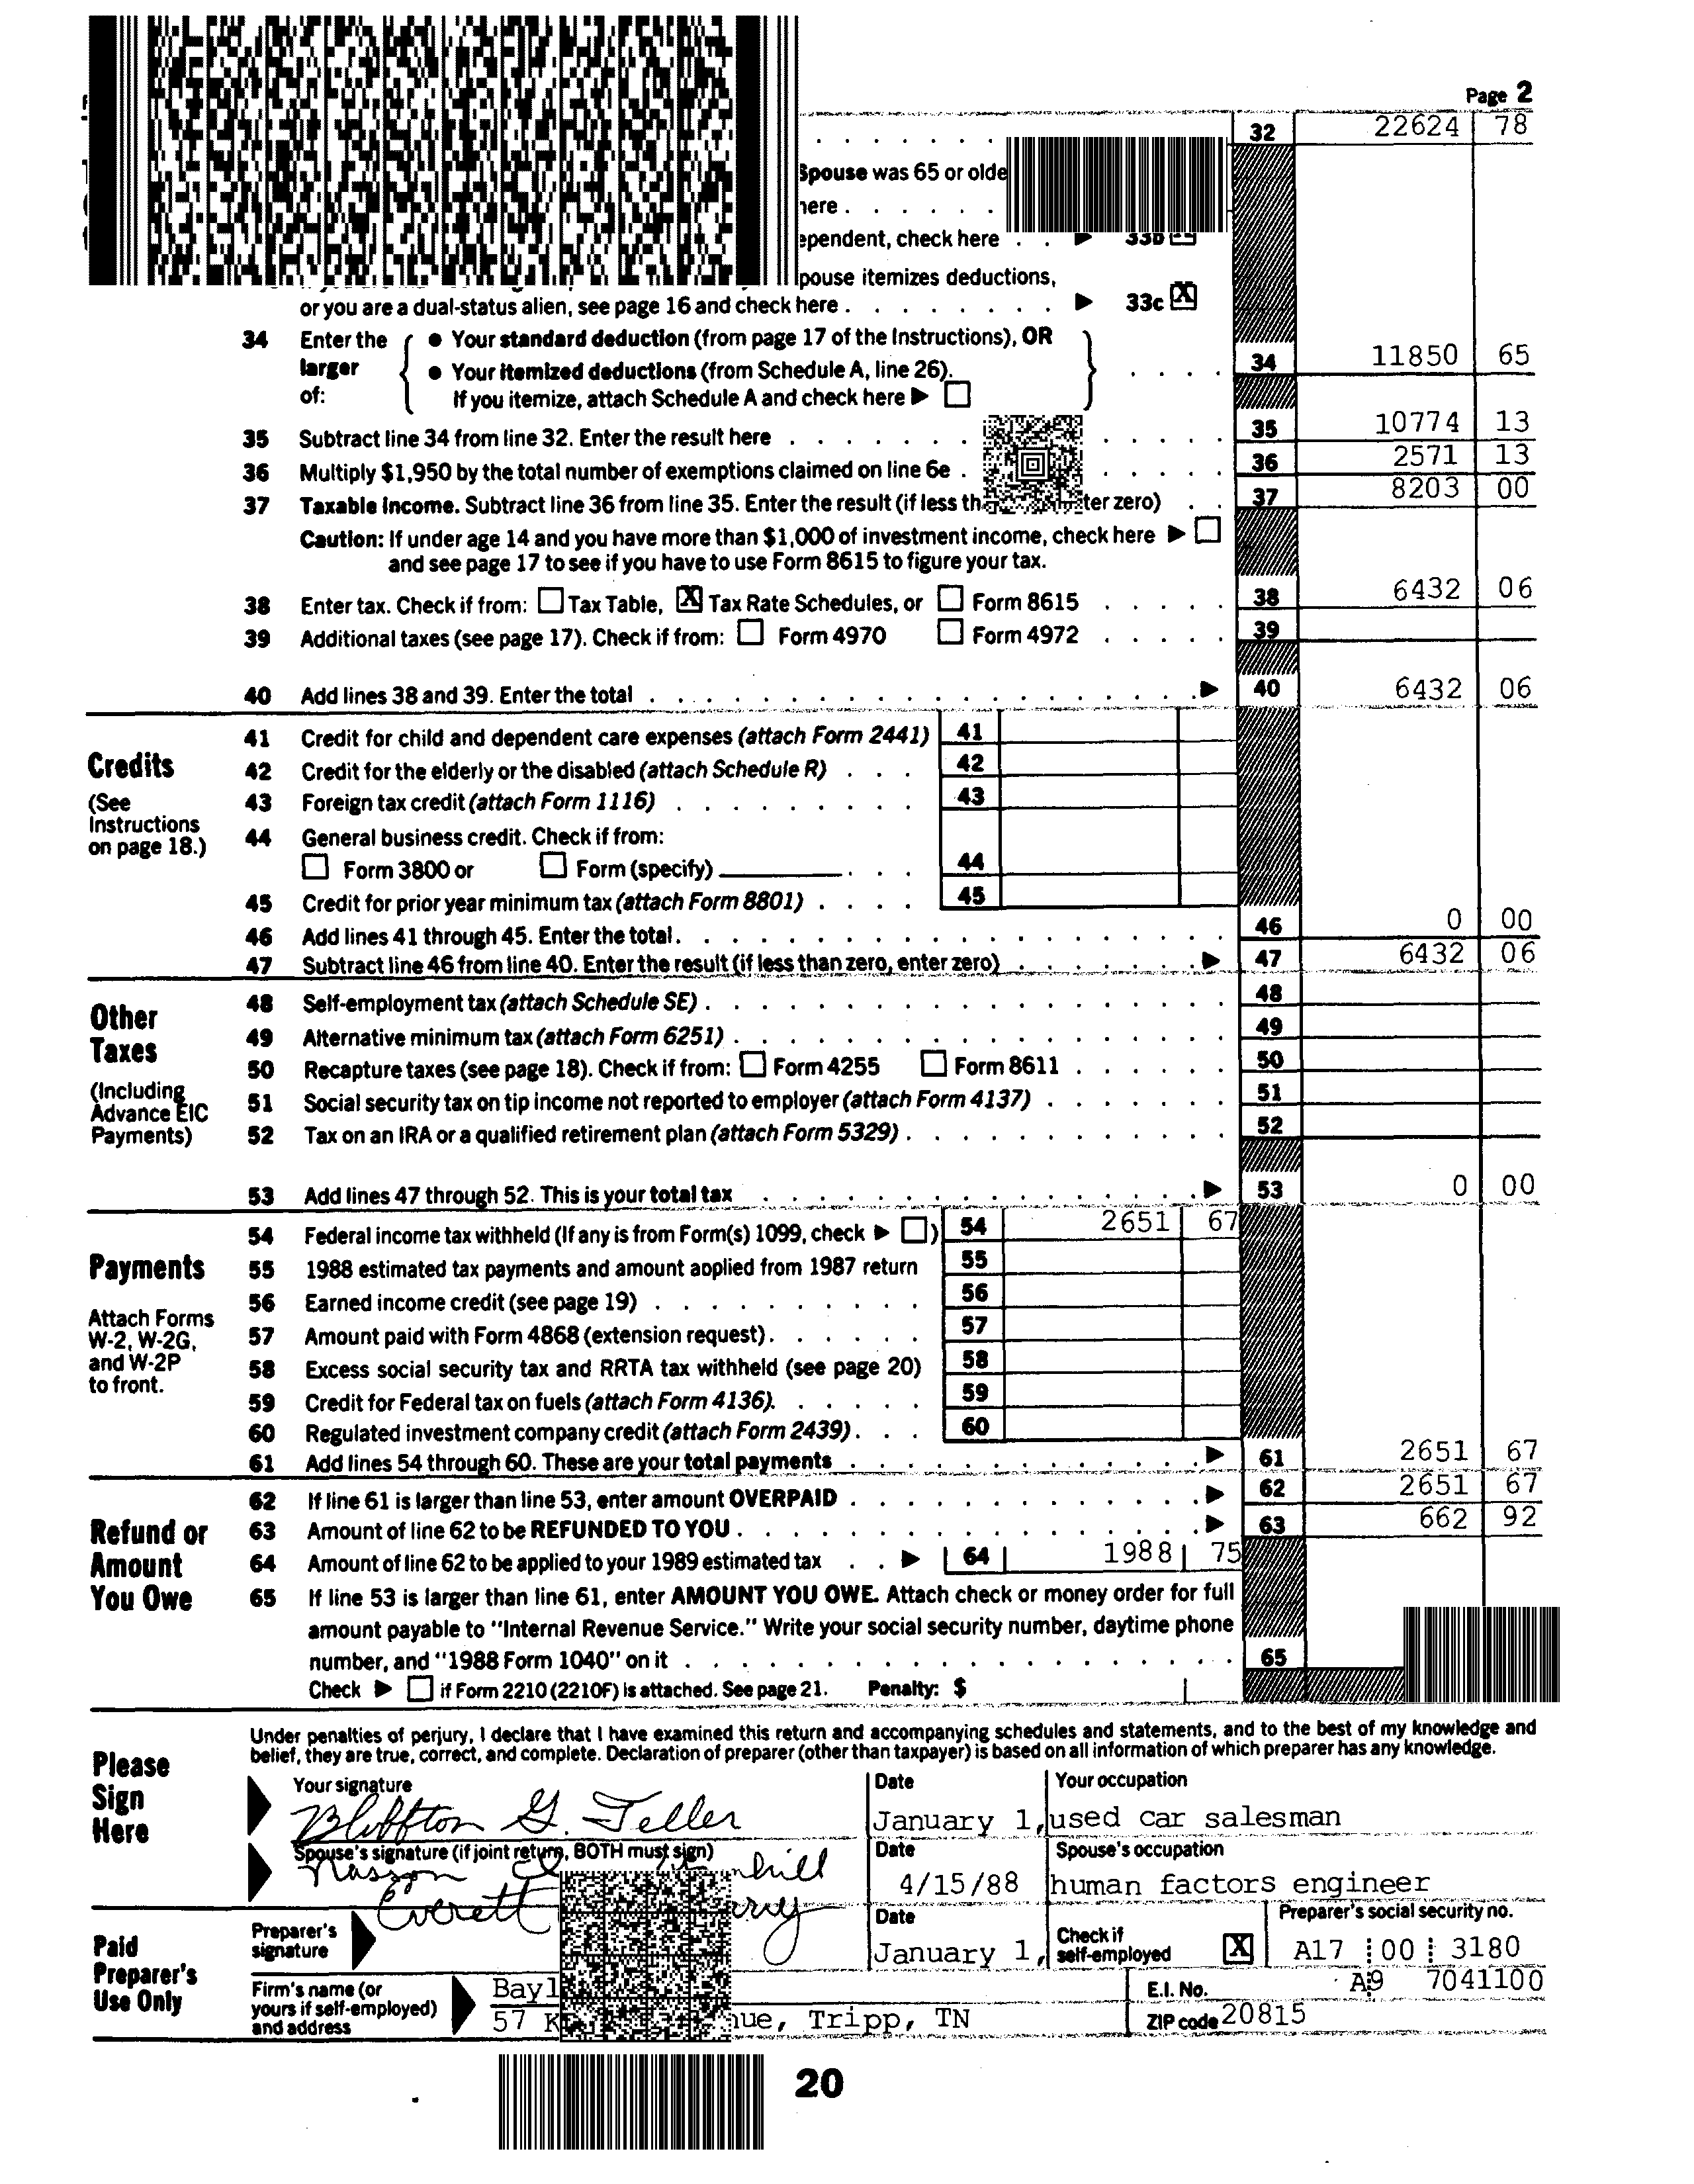 Page 2
32 22624 78
Spouse was 65 or olde
here . . . . . .
ependent, check here . . ▶ 33b
pouse itemizes deductions,
or you are a dual-status alien, see page 16 and check here . . . . . . . . ▶ 33c X
34 Enter the larger of: { ● Your standard deduction (from page 17 of the Instructions), OR
● Your itemized deductions (from Schedule A, line 26).
If you itemize, attach Schedule A and check here ▶ □ } . . . . 34 11850 65
35 Subtract line 34 from line 32. Enter the result here . . . . . . . . . . . 35 10774 13
36 Multiply $1,950 by the total number of exemptions claimed on line 6e . . . . . . 36 2571 13
37 Taxable income. Subtract line 36 from line 35. Enter the result (if less th ter zero) . . 37 8203 00
Caution: If under age 14 and you have more than $1,000 of investment income, check here ▶ □
and see page 17 to see if you have to use Form 8615 to figure your tax.
38 Enter tax. Check if from: □ Tax Table, X Tax Rate Schedules, or □ Form 8615 . . . . . 38 6432 06
39 Additional taxes (see page 17). Check if from: □ Form 4970 □ Form 4972 . . . . . 39
40 Add lines 38 and 39. Enter the total . . . . . . . . . . ▶ 40 6432 06
Credits
(See
Instructions
on page 18.)
41 Credit for child and dependent care expenses (attach Form 2441) 41
42 Credit for the elderly or the disabled (attach Schedule R) . . . 42
43 Foreign tax credit (attach Form 1116) . . . . . . . . 43
44 General business credit. Check if from:
□ Form 3800 or □ Form (specify) . . . 44
45 Credit for prior year minimum tax (attach Form 8801) . . . . 45
46 Add lines 41 through 45. Enter the total. . . . . . . . . . 46 0 00
47 Subtract line 46 from line 40. Enter the result (if less than zero, enter zero) . . . . . . . ▶ 47 6432 06
Other
Taxes
(Including
Advance EIC
Payments)
48 Self-employment tax (attach Schedule SE) . . . . . . . . . . 48
49 Alternative minimum tax (attach Form 6251) . . . . . . . . . . 49
50 Recapture taxes (see page 18). Check if from: □ Form 4255 □ Form 8611 . . . . . . 50
51 Social security tax on tip income not reported to employer (attach Form 4137) . . . . . . . 51
52 Tax on an IRA or a qualified retirement plan (attach Form 5329) . . . . . . . . . . 52
53 Add lines 47 through 52. This is your total tax . . . . . . . . . . ▶ 53 0 00
Payments
Attach Forms
W-2, W-2G,
and W-2P
to front.
54 Federal income tax withheld (If any is from Form(s) 1099, check ▶ □) 54 2651 67
55 1988 estimated tax payments and amount applied from 1987 return 55
56 Earned income credit (see page 19) . . . . . . . . . . 56
57 Amount paid with Form 4868 (extension request). . . . . . 57
58 Excess social security tax and RRTA tax withheld (see page 20) 58
59 Credit for Federal tax on fuels (attach Form 4136). . . . . . 59
60 Regulated investment company credit (attach Form 2439). . . . 60
61 Add lines 54 through 60. These are your total payments . . . . . . . . . . ▶ 61 2651 67
Refund or
Amount
You Owe
62 If line 61 is larger than line 53, enter amount OVERPAID . . . . . . . . . . ▶ 62 2651 67
63 Amount of line 62 to be REFUNDED TO YOU . . . . . . . . . . ▶ 63 662 92
64 Amount of line 62 to be applied to your 1989 estimated tax . . ▶ 64 1988 75
65 If line 53 is larger than line 61, enter AMOUNT YOU OWE. Attach check or money order for full
amount payable to "Internal Revenue Service." Write your social security number, daytime phone
number, and "1988 Form 1040" on it . . . . . . . . . . 65
Check ▶ □ if Form 2210 (2210F) is attached. See page 21. Penalty: $
Please
Sign
Here
Under penalties of perjury, I declare that I have examined this return and accompanying schedules and statements, and to the best of my knowledge and
belief, they are true, correct, and complete. Declaration of preparer (other than taxpayer) is based on all information of which preparer has any knowledge.
Your signature Date Your occupation
Bluffton G. Teller January 1, used car salesman
Spouse's signature (if joint return, BOTH must sign) Date Spouse's occupation
Nasson 4/15/88 human factors engineer
Paid
Preparer's
Use Only
Preparer's signature Everett Date January 1, Check if self-employed X Preparer's social security no. A17 00 3180
Firm's name (or
yours if self-employed)
and address
Bayl E.I. No. A9 7041100
57 K nue, Tripp, TN ZIP code 20815
20